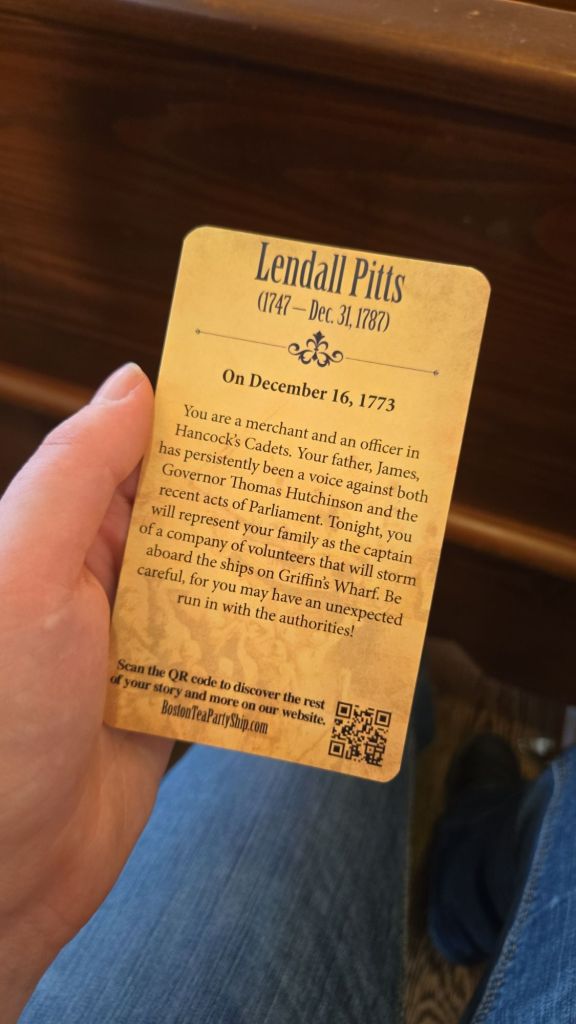 Lendall Pitts
(1747 – Dec. 31, 1787)
On December 16, 1773
You are a merchant and an officer in
Hancock's Cadets. Your father, James,
has persistently been a voice against both
Governor Thomas Hutchinson and the
recent acts of Parliament. Tonight, you
will represent your family as the captain
of a company of volunteers that will storm
aboard the ships on Griffin's Wharf. Be
careful, for you may have an unexpected
run in with the authorities!
Scan the QR code to discover the rest
of your story and more on our website.
BostonTeaPartyShip.com